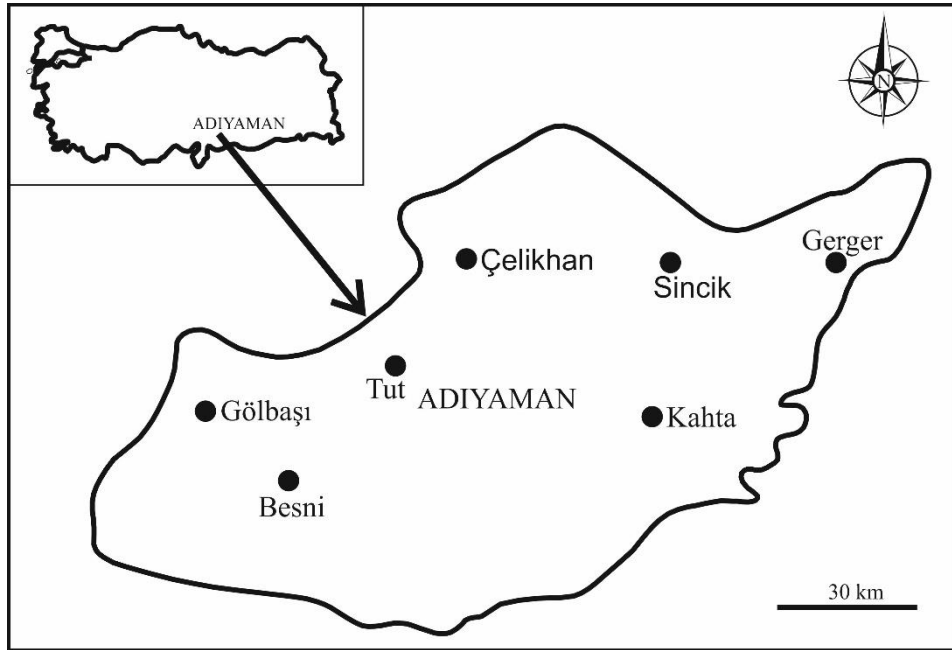 ADIYAMAN
N
Çelikhan
Sincik
Gerger
Tut
ADIYAMAN
Gölbaşı
Kahta
Besni
30 km